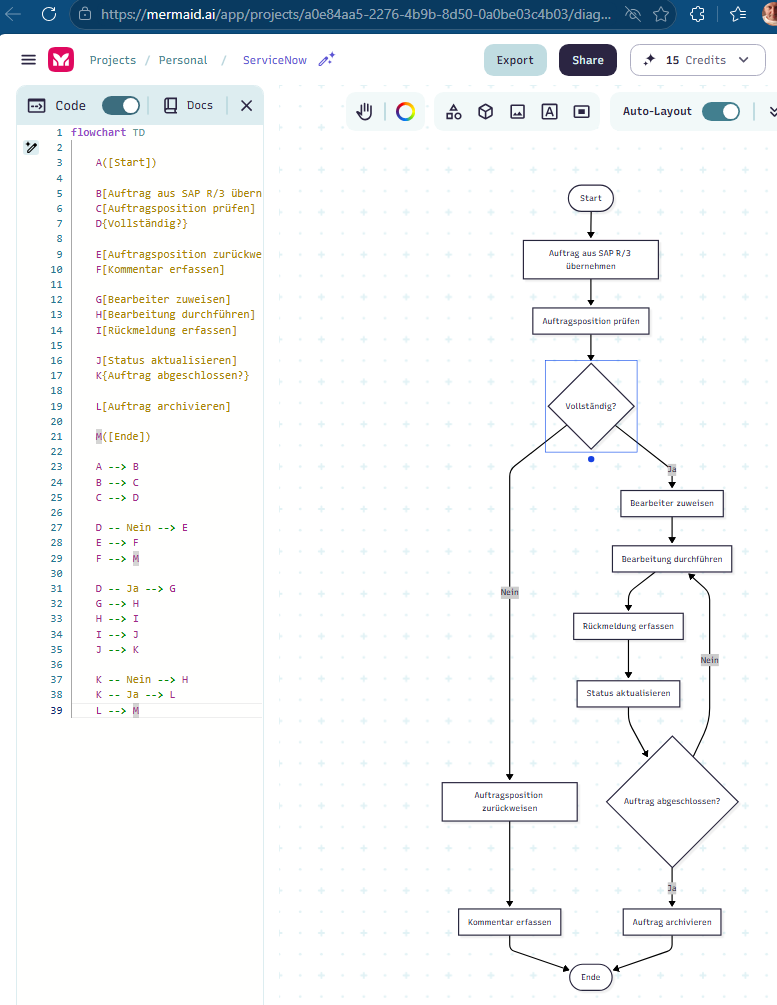 https://mermaid.ai/app/projects/a0e84aa5-2276-4b9b-8d50-0a0be03c4b03/diag...
Projects / Personal / ServiceNow
Export
Share
15 Credits
Code
Docs
Auto-Layout
1 flowchart TD
2
3 A([Start])
4
5 B[Auftrag aus SAP R/3 übern
6 C[Auftragsposition prüfen]
7 D{Vollständig?}
8
9 E[Auftragsposition zurückwe
10 F[Kommentar erfassen]
11
12 G[Bearbeiter zuweisen]
13 H[Bearbeitung durchführen]
14 I[Rückmeldung erfassen]
15
16 J[Status aktualisieren]
17 K{Auftrag abgeschlossen?}
18
19 L[Auftrag archivieren]
20
21 M([Ende])
22
23 A --> B
24 B --> C
25 C --> D
26
27 D -- Nein --> E
28 E --> F
29 F --> M
30
31 D -- Ja --> G
32 G --> H
33 H --> I
34 I --> J
35 J --> K
36
37 K -- Nein --> H
38 K -- Ja --> L
39 L --> M
Start
Auftrag aus SAP R/3
übernehmen
Auftragsposition prüfen
Vollständig?
Ja
Bearbeiter zuweisen
Bearbeitung durchführen
Nein
Rückmeldung erfassen
Nein
Status aktualisieren
Auftragsposition
zurückweisen
Auftrag abgeschlossen?
Ja
Kommentar erfassen
Auftrag archivieren
Ende